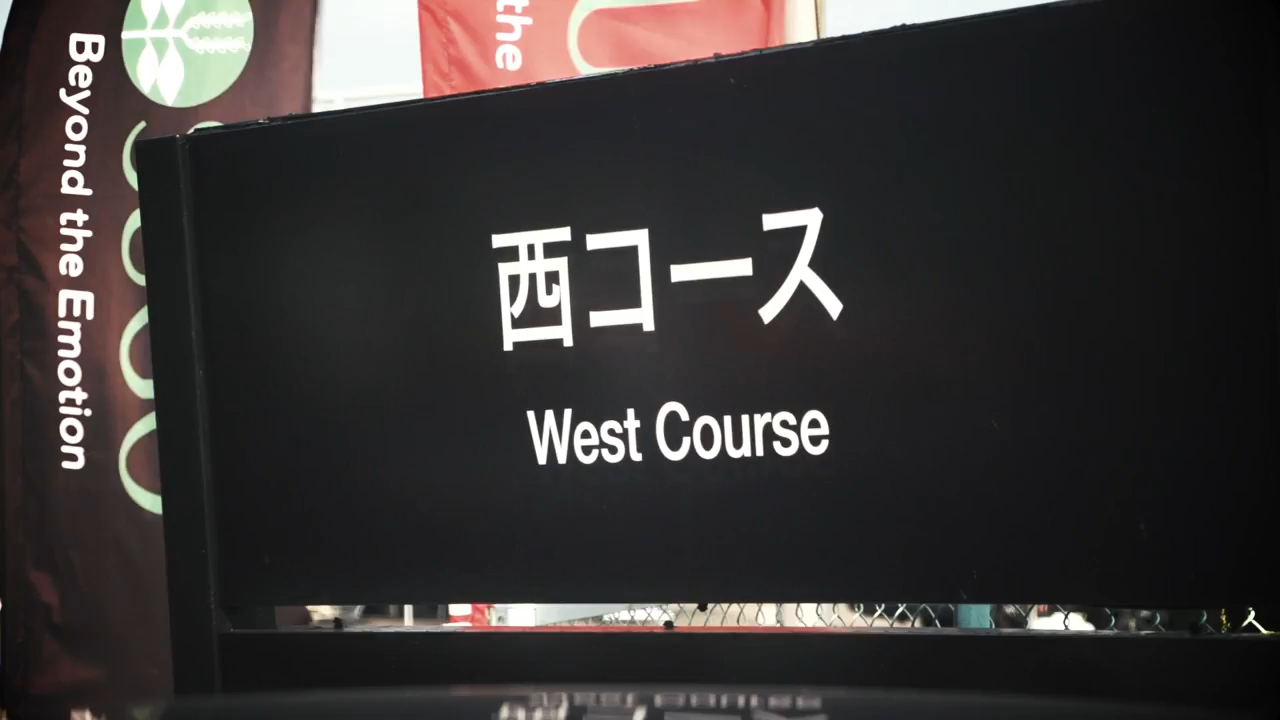 Beyond the Emotion
the
西コース
West Course